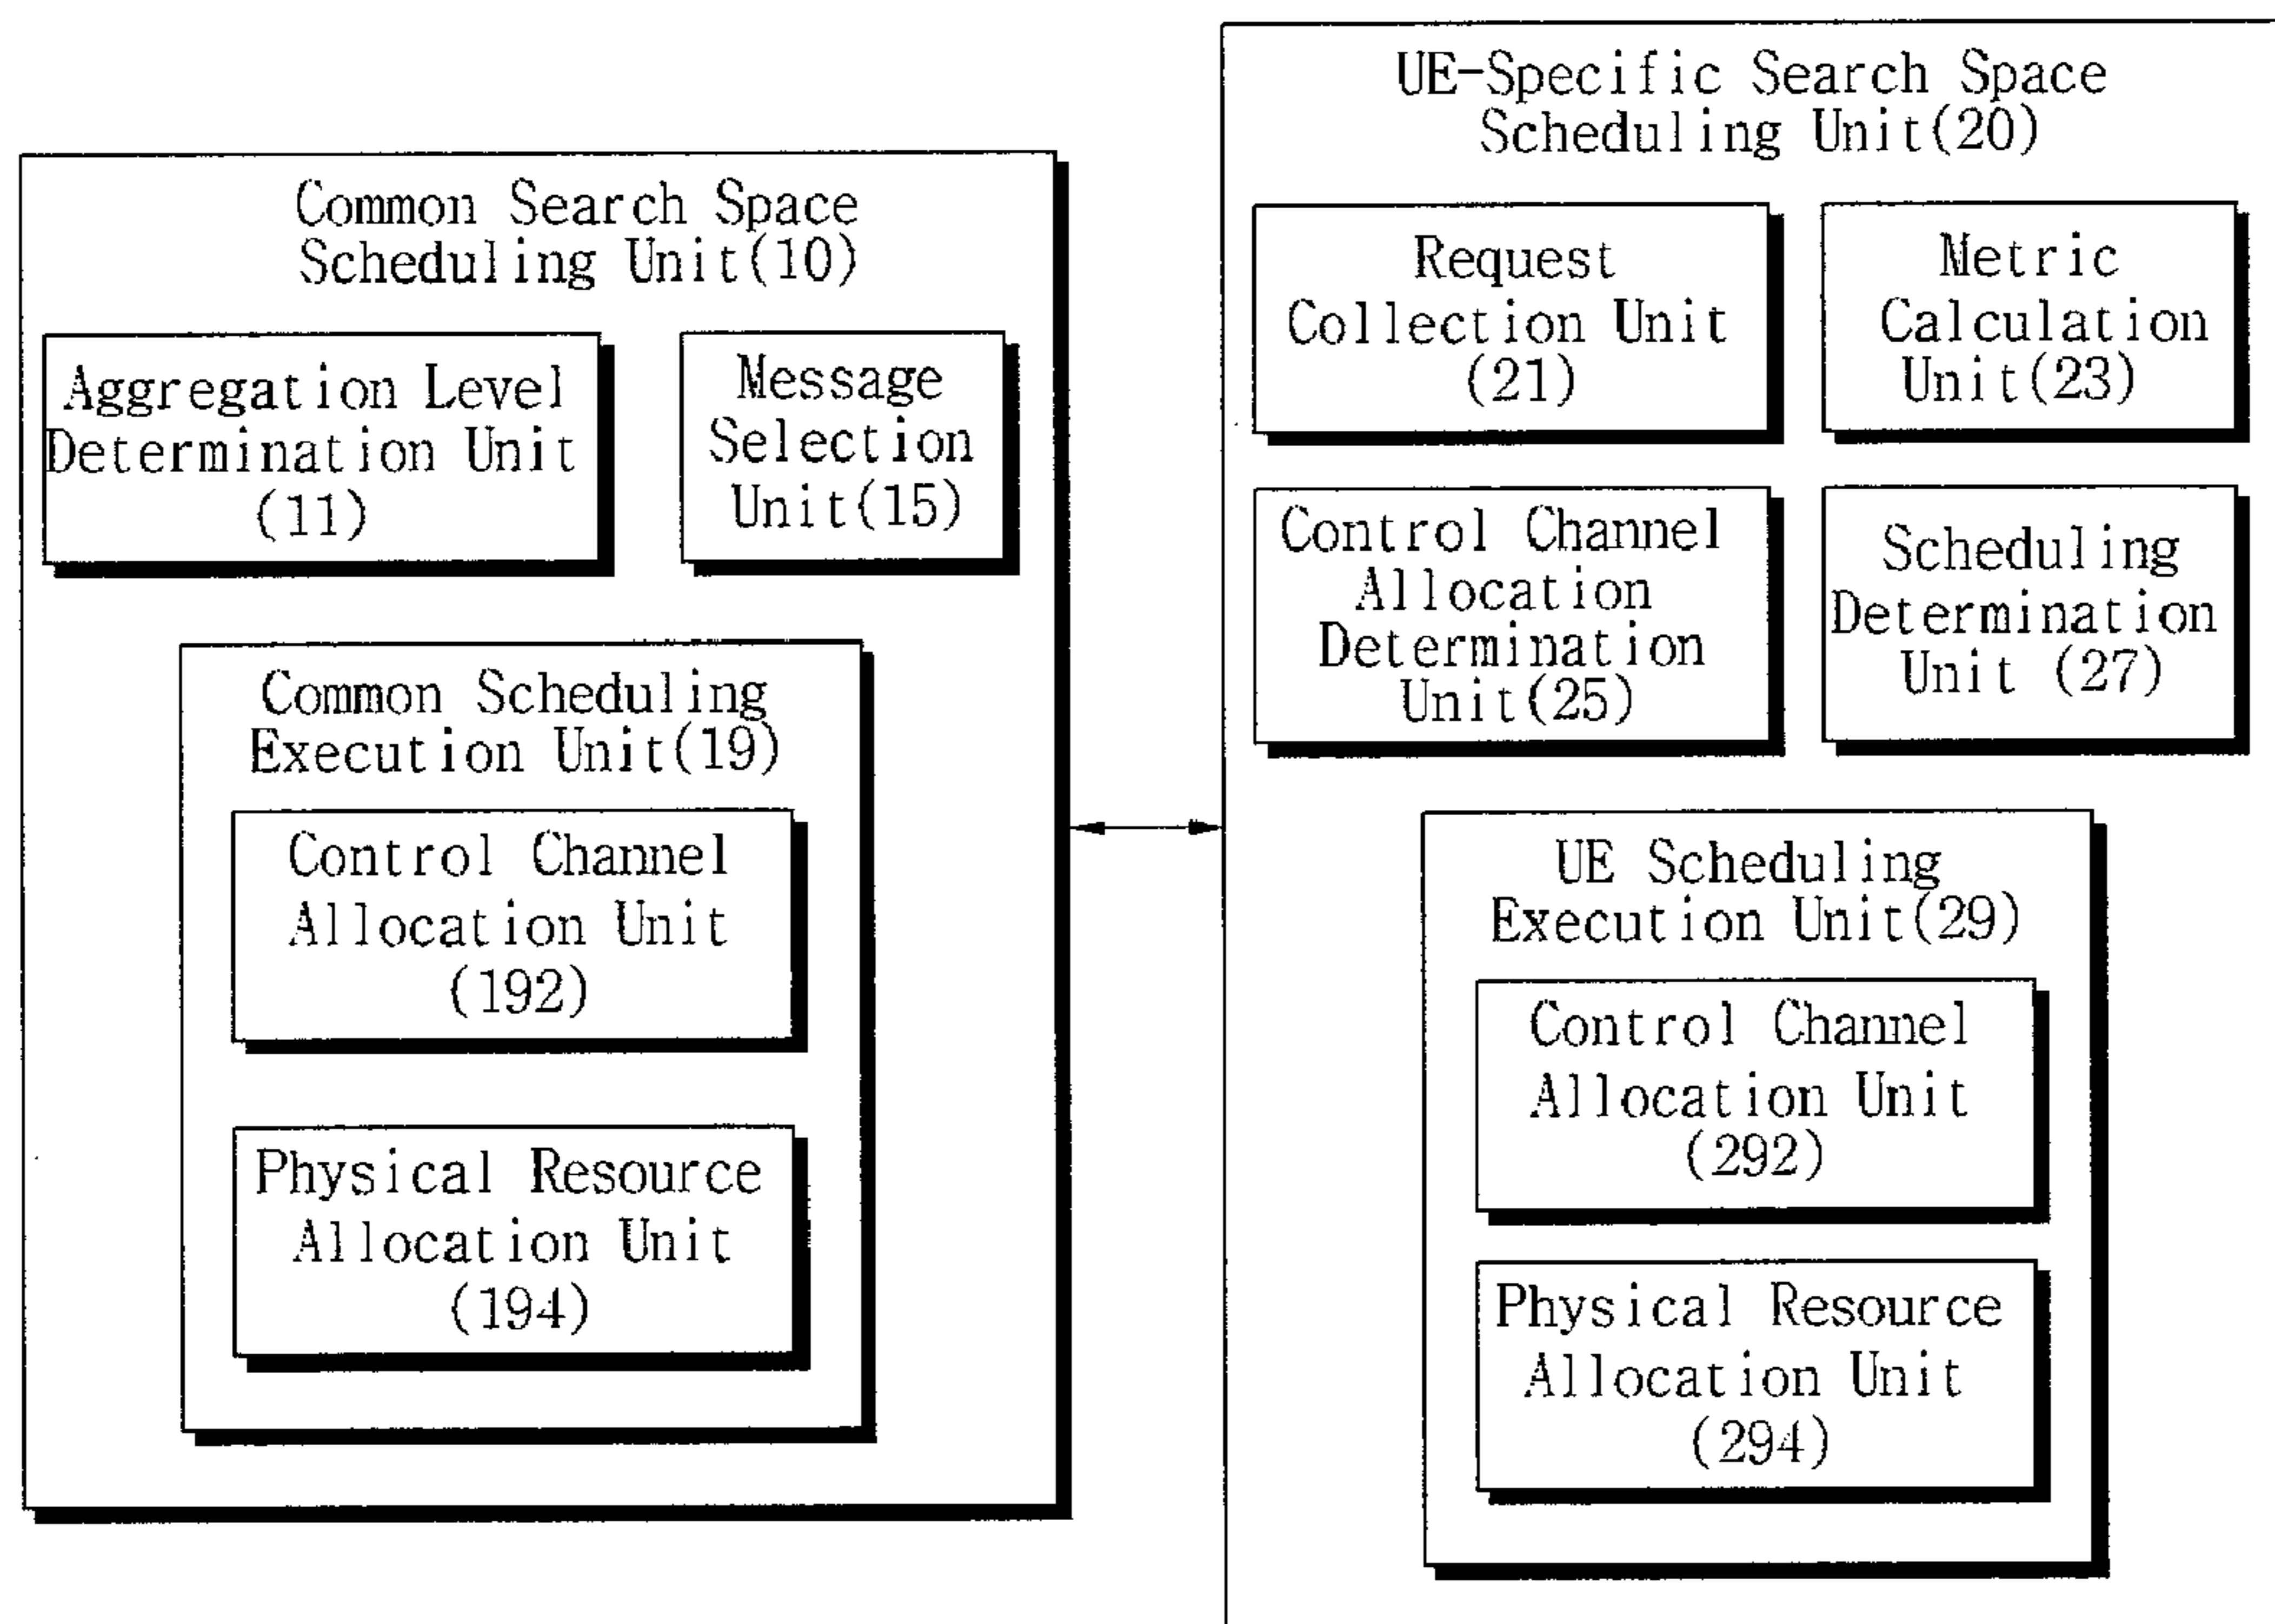 Common Search Space
Scheduling Unit(10)
Aggregation Level
Determination Unit
(11)
Message
Selection
Unit(15)
Common Scheduling
Execution Unit(19)
Control Channel
Allocation Unit
(192)
Physical Resource
Allocation Unit
(194)
UE-Specific Search Space
Scheduling Unit(20)
Request
Collection Unit
(21)
Metric
Calculation
Unit(23)
Control Channel
Allocation
Determination
Unit(25)
Scheduling
Determination
Unit (27)
UE Scheduling
Execution Unit(29)
Control Channel
Allocation Unit
(292)
Physical Resource
Allocation Unit
(294)